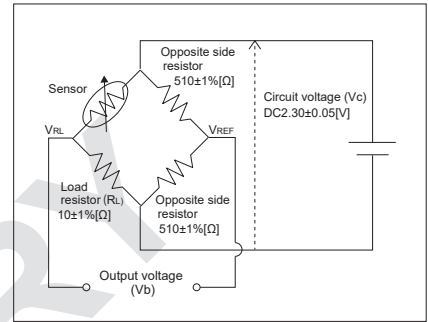 Opposite side
resistor
510±1%[Ω]
Sensor
Circuit voltage (Vc)
DC2.30±0.05[V]
VRL
VREF
Load
resistor (RL)
10±1%[Ω]
Opposite side
resistor
510±1%[Ω]
Output voltage
(Vb)